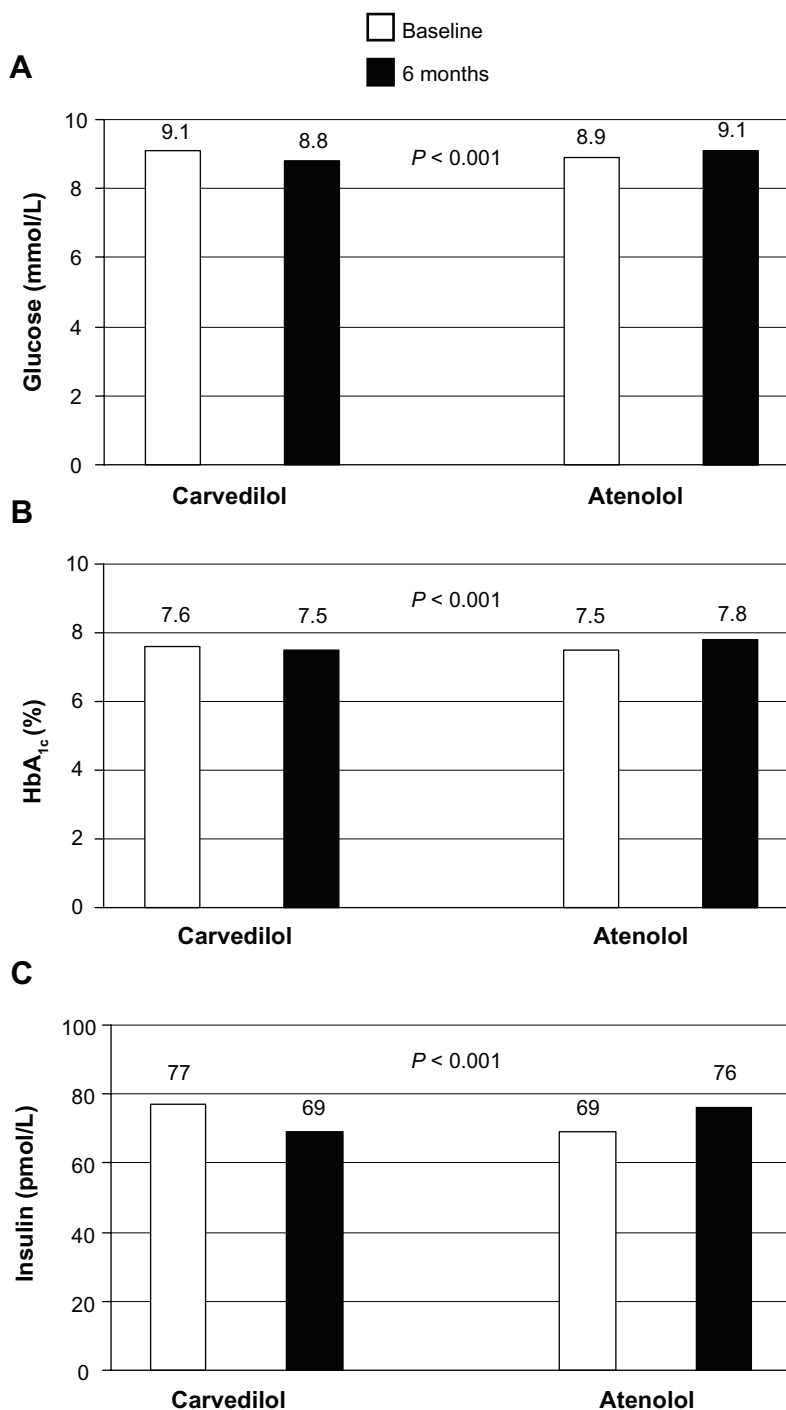 Baseline
6 months
A
Glucose (mmol/L)
10
8
6
4
2
0
9.1
8.8
P < 0.001
8.9
9.1
Carvedilol
Atenolol
B
HbA1c (%)
10
8
6
4
2
0
7.6
7.5
P < 0.001
7.5
7.8
Carvedilol
Atenolol
C
Insulin (pmol/L)
100
80
60
40
20
0
77
69
P < 0.001
69
76
Carvedilol
Atenolol